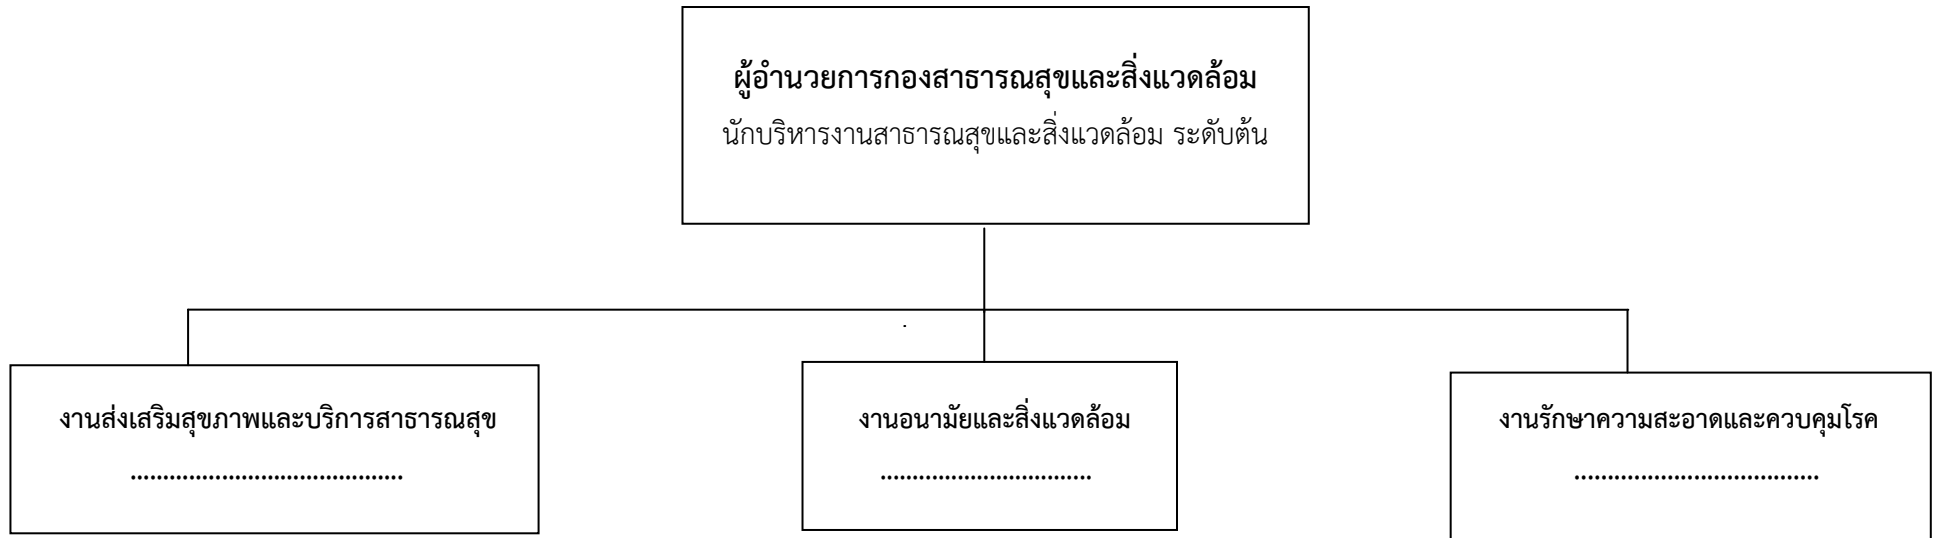 ผู้อำนวยการกองสาธารณสุขและสิ่งแวดล้อม
นักบริหารงานสาธารณสุขและสิ่งแวดล้อม ระดับต้น
งานส่งเสริมสุขภาพและบริการสาธารณสุข
..........................................
งานอนามัยและสิ่งแวดล้อม
.................................
งานรักษาความสะอาดและควบคุมโรค
.....................................